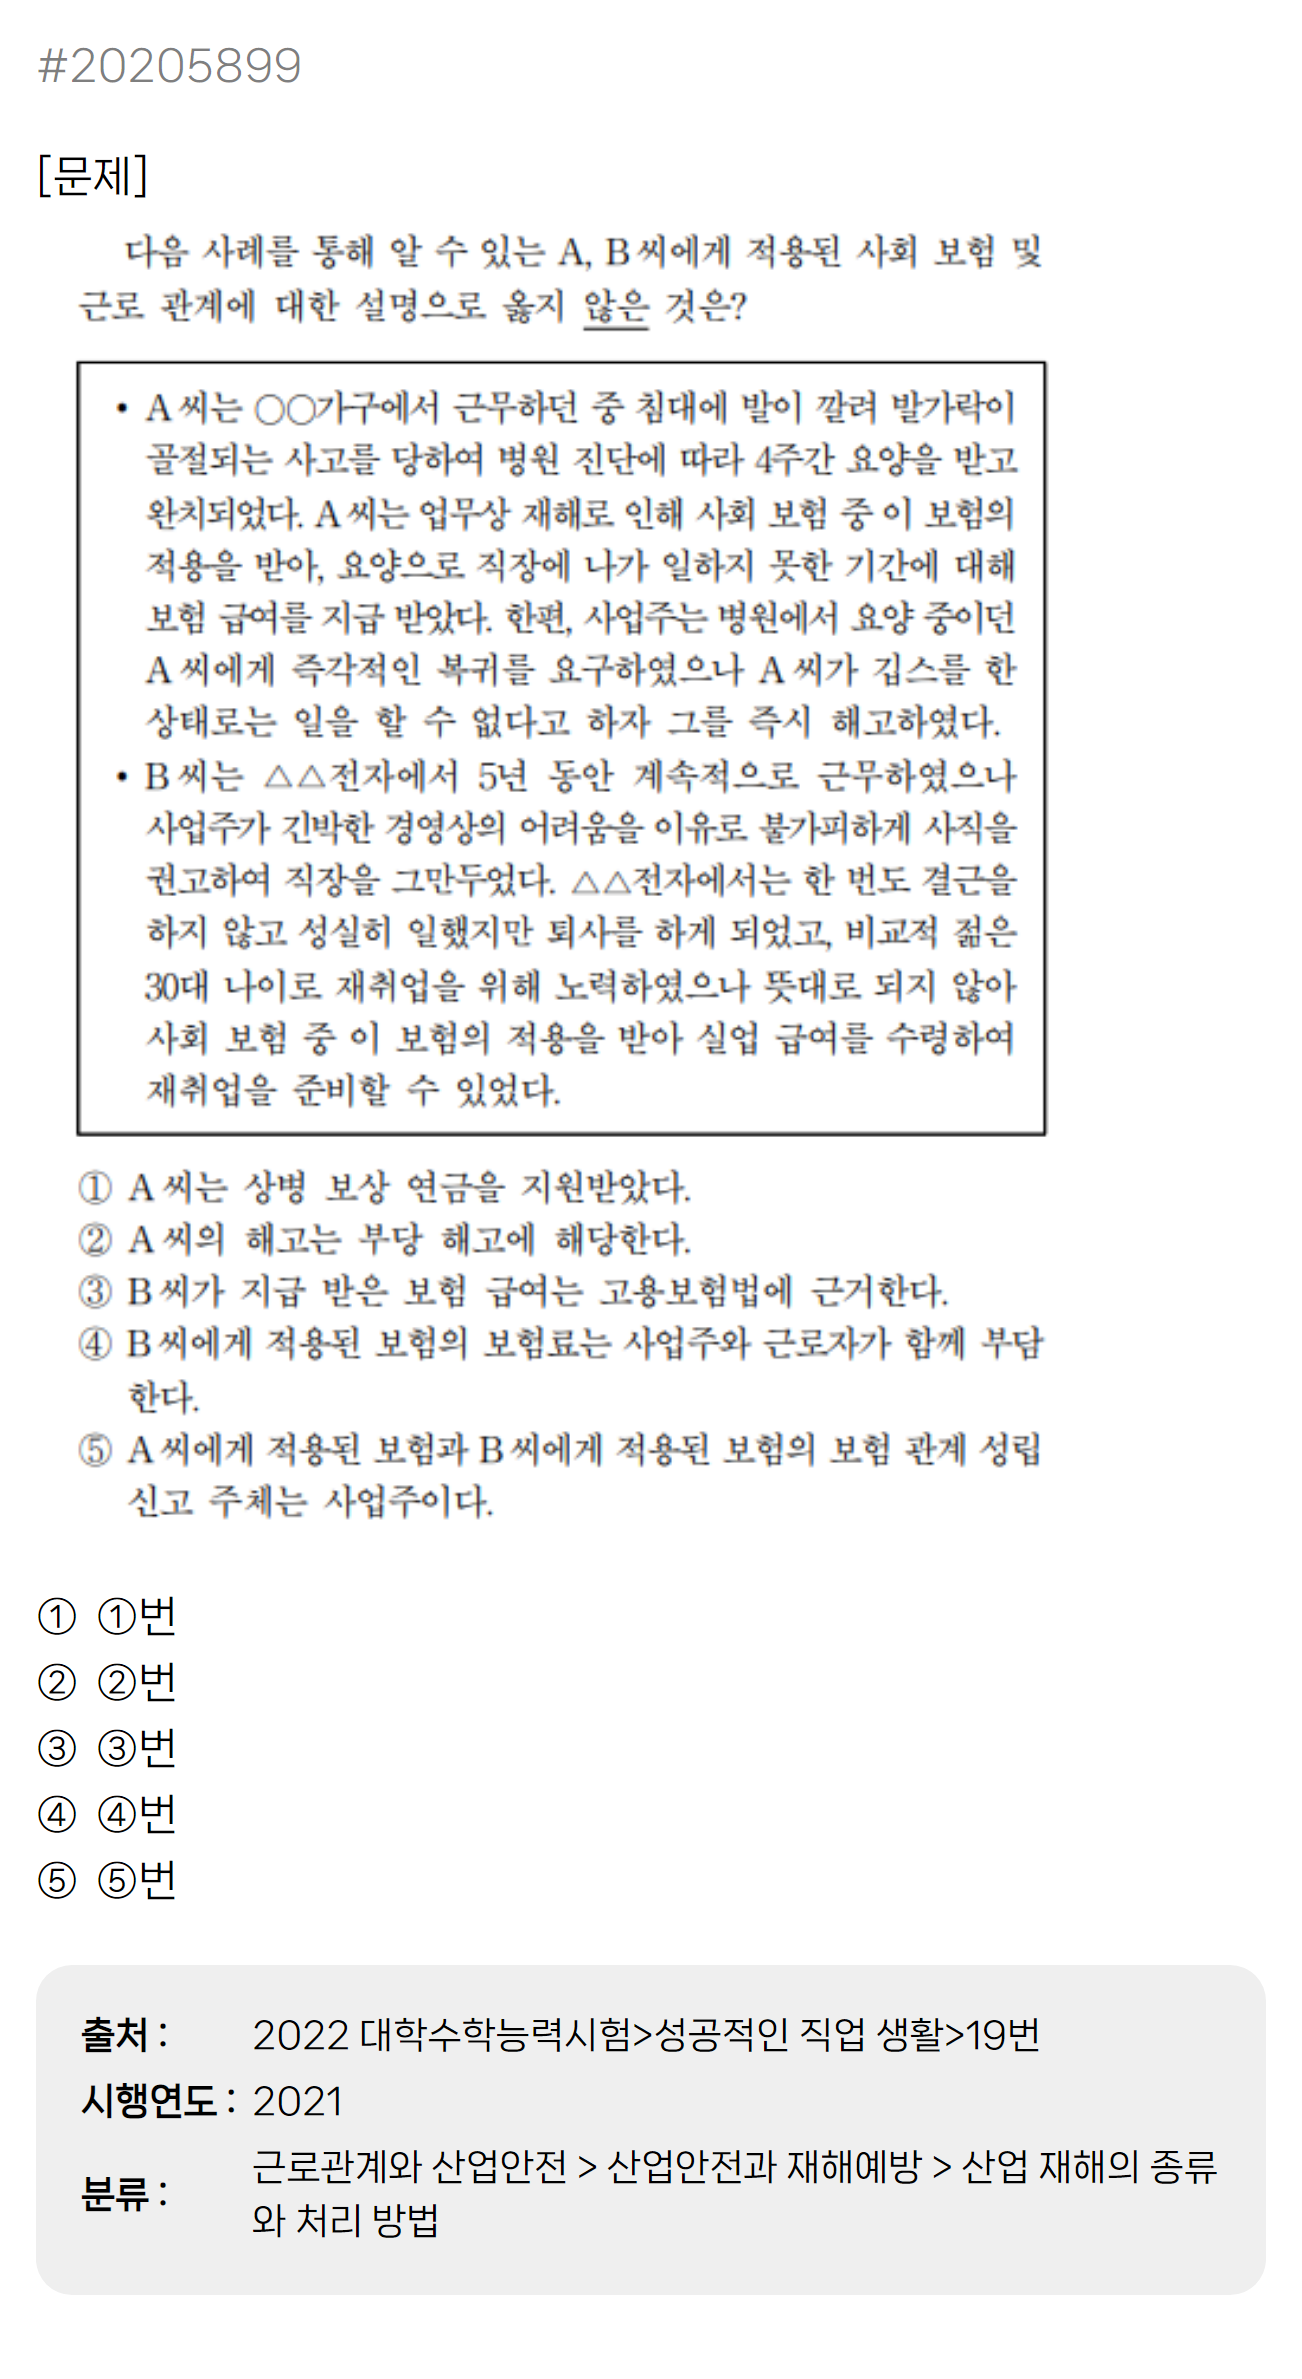 #20205899
[문제]
다음 사례를 통해 알 수 있는 A, B씨에게 적용된 사회 보험 및
근로 관계에 대한 설명으로 옳지 않은 것은?
• A씨는 ○○가구에서 근무하던 중 침대에 발이 깔려 발가락이
골절되는 사고를 당하여 병원 진단에 따라 4주간 요양을 받고
완치되었다. A씨는 업무상 재해로 인해 사회 보험 중 이 보험의
적용을 받아, 요양으로 직장에 나가 일하지 못한 기간에 대해
보험 급여를 지급 받았다. 한편, 사업주는 병원에서 요양 중이던
A씨에게 즉각적인 복귀를 요구하였으나 A씨가 깁스를 한
상태로는 일을 할 수 없다고 하자 그를 즉시 해고하였다.
• B씨는 △△전자에서 5년 동안 계속적으로 근무하였으나
사업주가 긴박한 경영상의 어려움을 이유로 불가피하게 사직을
권고하여 직장을 그만두었다. △△전자에서는 한 번도 결근을
하지 않고 성실히 일했지만 퇴사를 하게 되었고, 비교적 젊은
30대 나이로 재취업을 위해 노력하였으나 뜻대로 되지 않아
사회 보험 중 이 보험의 적용을 받아 실업 급여를 수령하여
재취업을 준비할 수 있었다.
① A씨는 상병 보상 연금을 지원받았다.
② A씨의 해고는 부당 해고에 해당한다.
③ B씨가 지급 받은 보험 급여는 고용보험법에 근거한다.
④ B씨에게 적용된 보험의 보험료는 사업주와 근로자가 함께 부담
한다.
⑤ A씨에게 적용된 보험과 B씨에게 적용된 보험의 보험 관계 성립
신고 주체는 사업주이다.
① ①번
② ②번
③ ③번
④ ④번
⑤ ⑤번
출처 : 2022 대학수학능력시험>성공적인 직업 생활>19번
시행연도 : 2021
분류 : 근로관계와 산업안전 > 산업안전과 재해예방 > 산업 재해의 종류
와 처리 방법